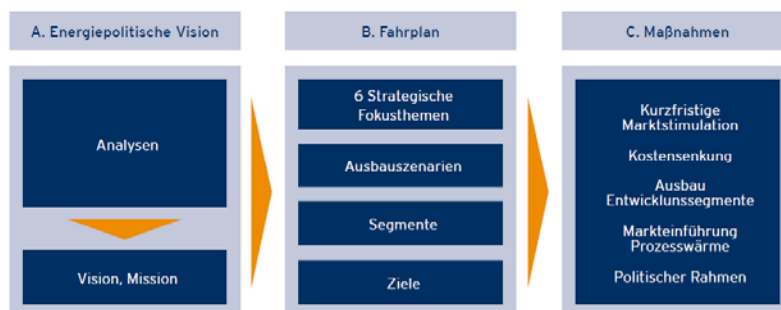 A. Energiepolitische Vision
Analysen
Vision, Mission
B. Fahrplan
6 Strategische
Fokusthemen
Ausbauszenarien
Segmente
Ziele
C. Maßnahmen
Kurzfristige
Marktstimulation
Kostensenkung
Ausbau
Entwicklunssegmente
Markteinführung
Prozesswärme
Politischer Rahmen